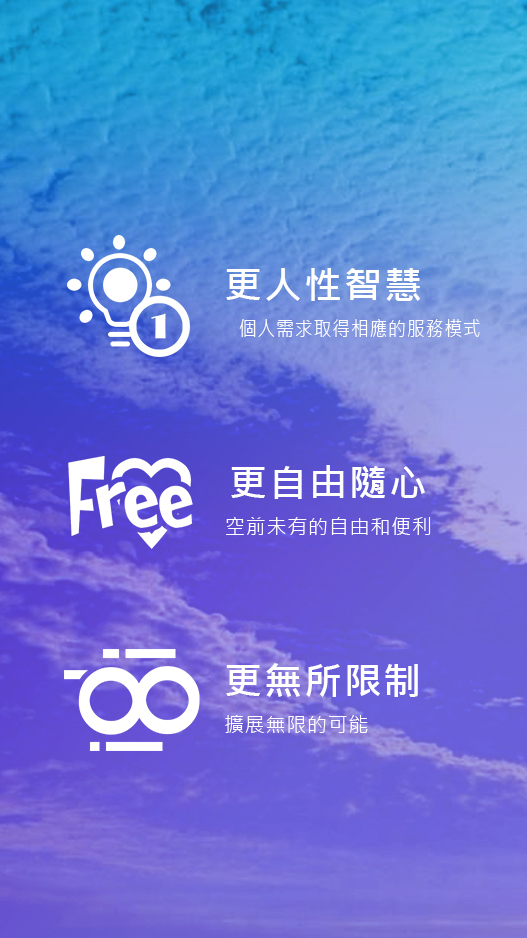 1
更人性智慧
個人需求取得相應的服務模式
Free
更自由隨心
空前未有的自由和便利
更無所限制
擴展無限的可能